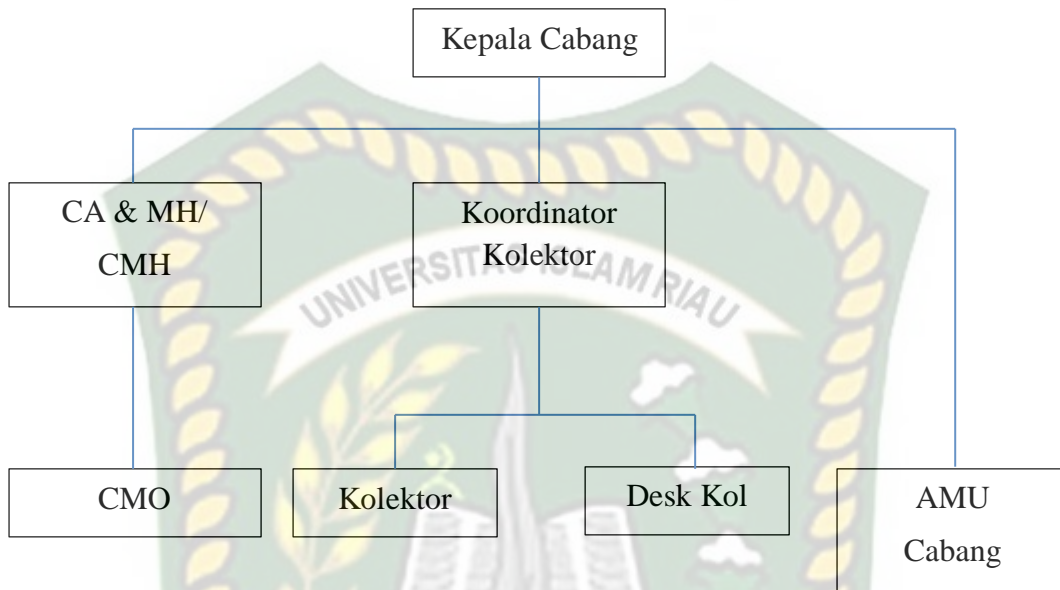 Kepala Cabang
CA & MH/
CMH
Koordinator
Kolektor
UNIVERSITAS ISLAM RIAU
CMO
Kolektor
Desk Kol
AMU
Cabang